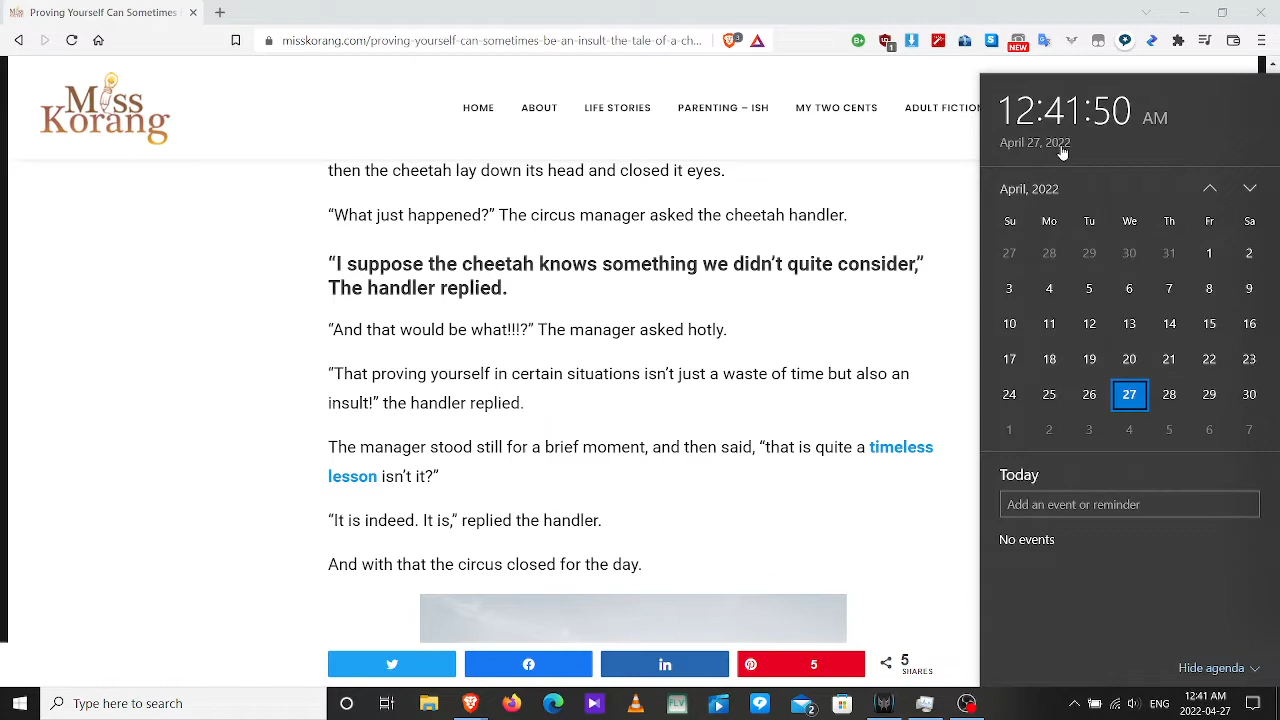 Proving Yourself Can Sometimes
misskorang.com/proving-yourself-can-sometimes-be-an-insult-the-tale-of-a-ch...
3
1
NEW
Miss
Korang
HOME ABOUT LIFE STORIES PARENTING – ISH MY TWO CENTS ADULT FICTION
then the cheetah lay down its head and closed it eyes.
“What just happened?” The circus manager asked the cheetah handler.
“I suppose the cheetah knows something we didn’t quite consider,”
The handler replied.
“And that would be what!!!?” The manager asked hotly.
“That proving yourself in certain situations isn’t just a waste of time but also an
insult!” the handler replied.
The manager stood still for a brief moment, and then said, “that is quite a timeless
lesson isn’t it?”
“It is indeed. It is,” replied the handler.
And with that the circus closed for the day.
5
5
SHARES
12:41:50 AM
April 27, 2022
April, 2022
Su Mo Tu We Th Fr Sa
27 28 29 30 31 1 2
3 4 5 6 7 8 9
10 11 12 13 14 15 16
17 18 19 20 21 22 23
24 25 26 27 28 29 30
1 2 3 4 5 6 7
Today
Add an event or reminder
No events
Hide agenda
Type here to search
FLV
2
ENG
12:41 AM
2022-04-27